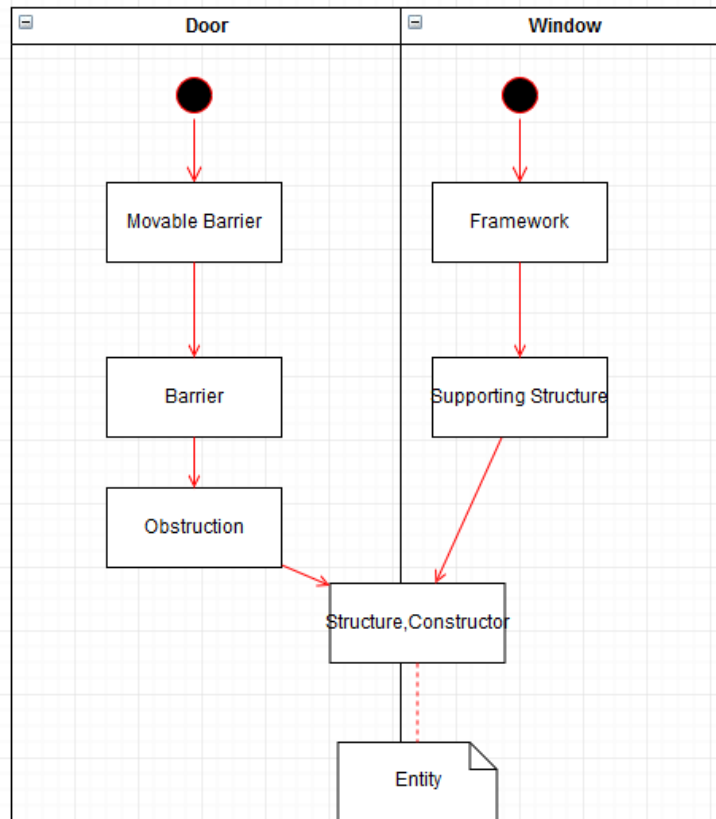 Door
Window
Movable Barrier
Framework
Barrier
Supporting Structure
Obstruction
Structure,Constructor
Entity